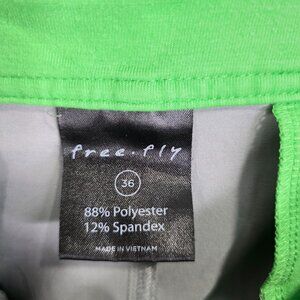 free.fly
36
88% Polyester
12% Spandex
MADE IN VIETNAM